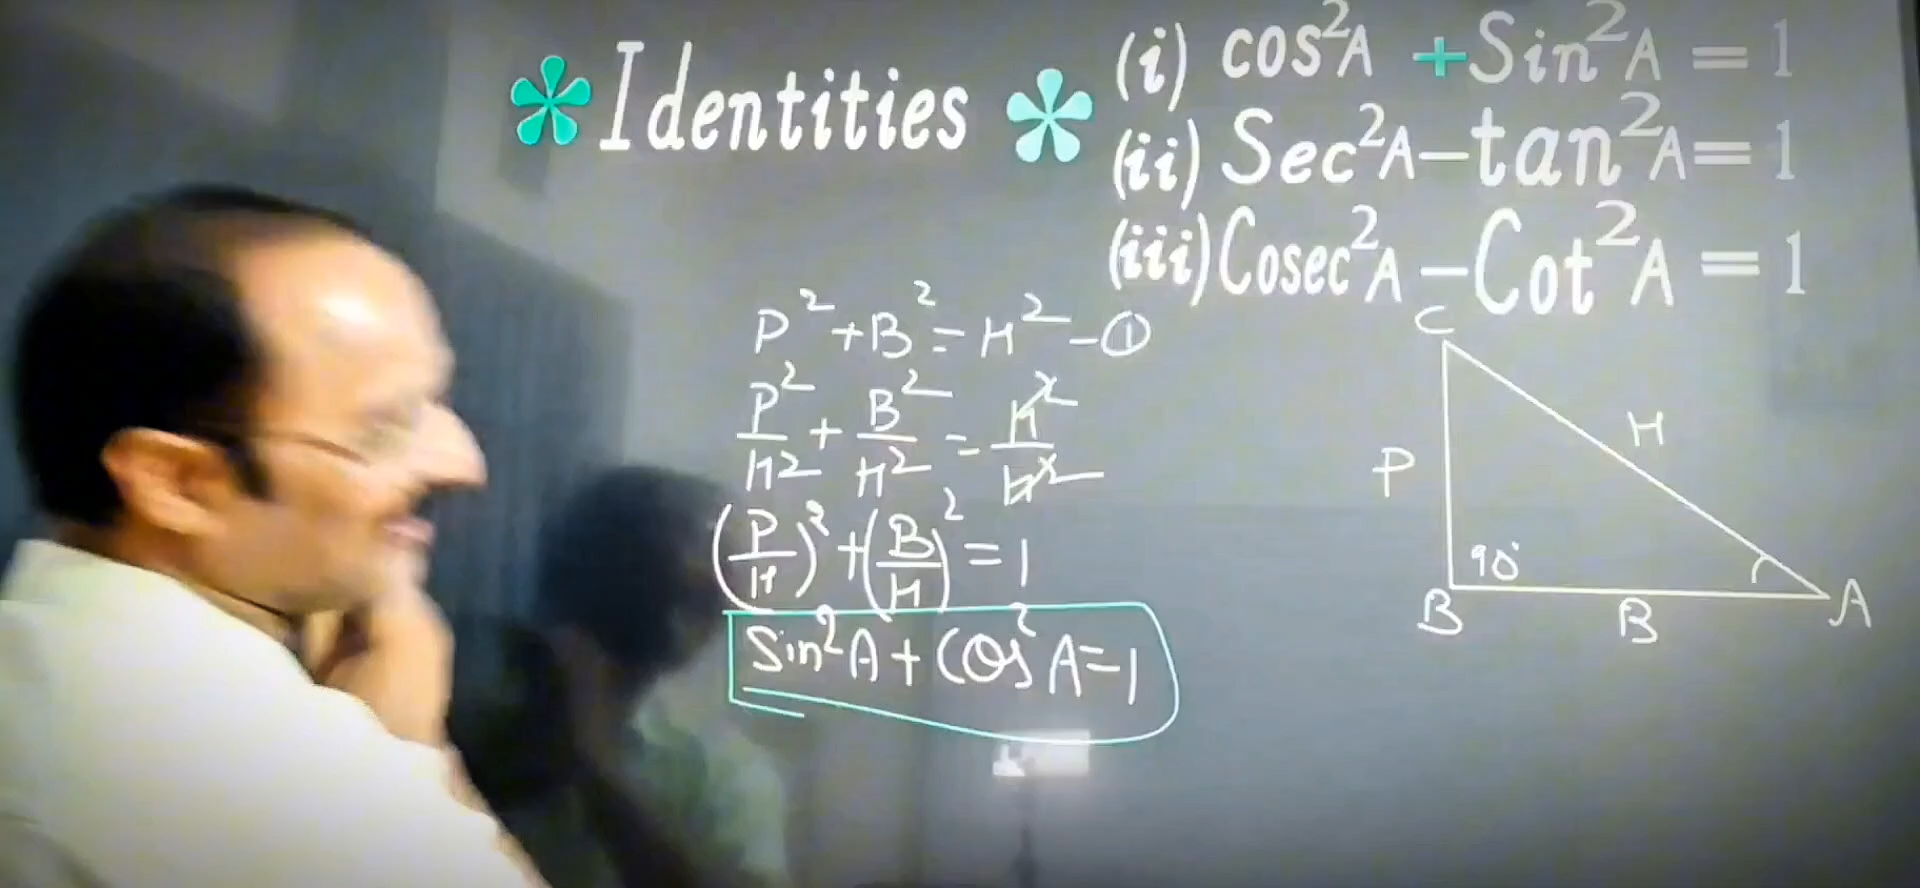 * Identities *
(i) cos²A + Sin²A = 1
(ii) Sec²A – tan²A = 1
(iii) Cosec²A – Cot²A = 1
P² + B² = H² – ①
P²/H² + B²/H² = H²/H²
(P/H)² + (B/H)² = 1
Sin²A + Cos²A = 1
C
H
P
90°
B
B
A